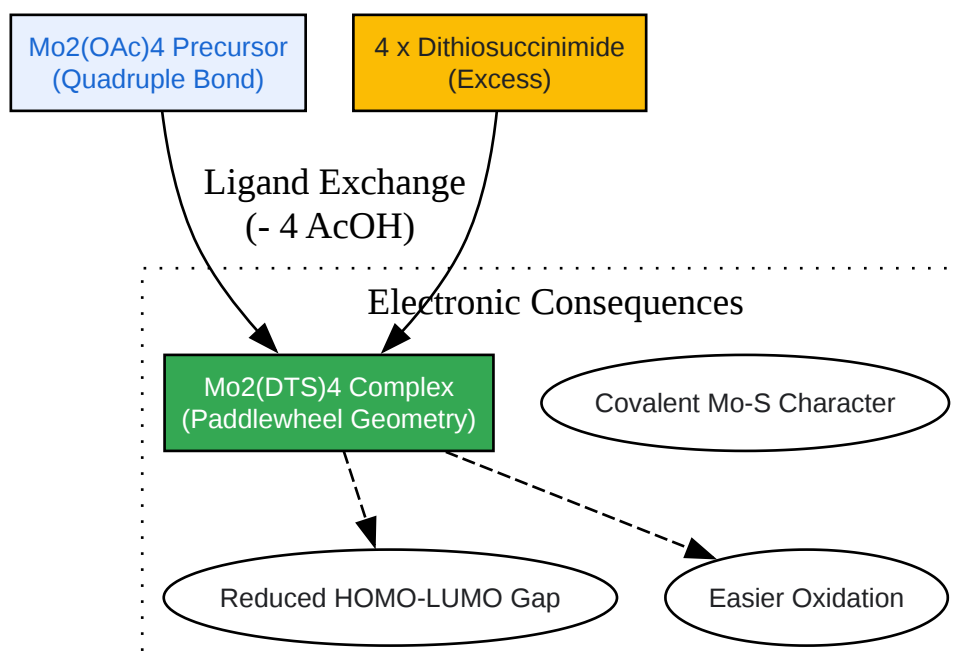 Mo2(OAc)4 Precursor
(Quadruple Bond)
4 x Dithiosuccinimide
(Excess)
Ligand Exchange
(- 4 AcOH)
Electronic Consequences
Mo2(DTS)4 Complex
(Paddlewheel Geometry)
Covalent Mo-S Character
Reduced HOMO-LUMO Gap
Easier Oxidation